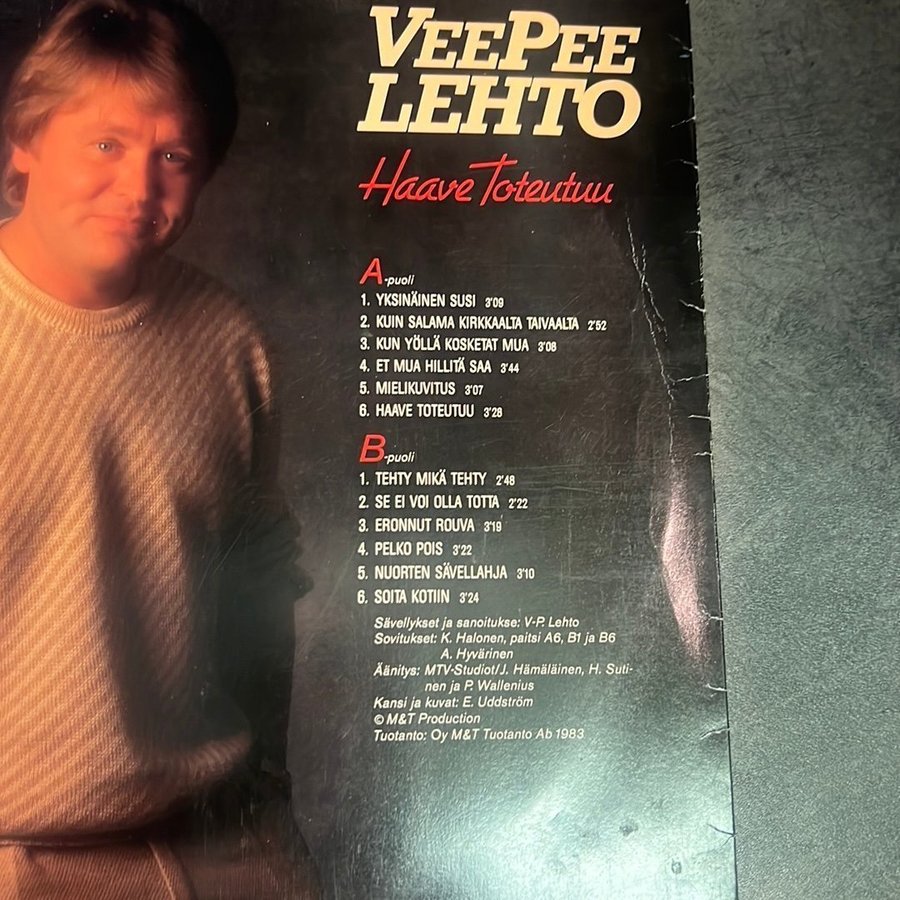 VEEPEE
LEHTO
Haave Toteutuu
A-puoli
1. YKSINÄINEN SUSI 3'09
2. KUIN SALAMA KIRKKAALTA TAIVAALTA 2'52
3. KUN YÖLLÄ KOSKETAT MUA 3'08
4. ET MUA HILLITÄ SAA 3'44
5. MIELIKUVITUS 3'07
6. HAAVE TOTEUTUU 3'28
B-puoli
1. TEHTY MIKÄ TEHTY 2'48
2. SE EI VOI OLLA TOTTA 2'22
3. ERONNUT ROUVA 3'19
4. PELKO POIS 3'22
5. NUORTEN SÄVELLAHJA 3'10
6. SOITA KOTIIN 3'24
Sävellykset ja sanoitukse: V-P. Lehto
Sovitukset: K. Halonen, paitsi A6, B1 ja B6
A. Hyvärinen
Äänitys: MTV-Studiot/J. Hämäläinen, H. Suti-
nen ja P. Wallenius
Kansi ja kuvat: E. Uddström
© M&T Production
Tuotanto: Oy M&T Tuotanto Ab 1983